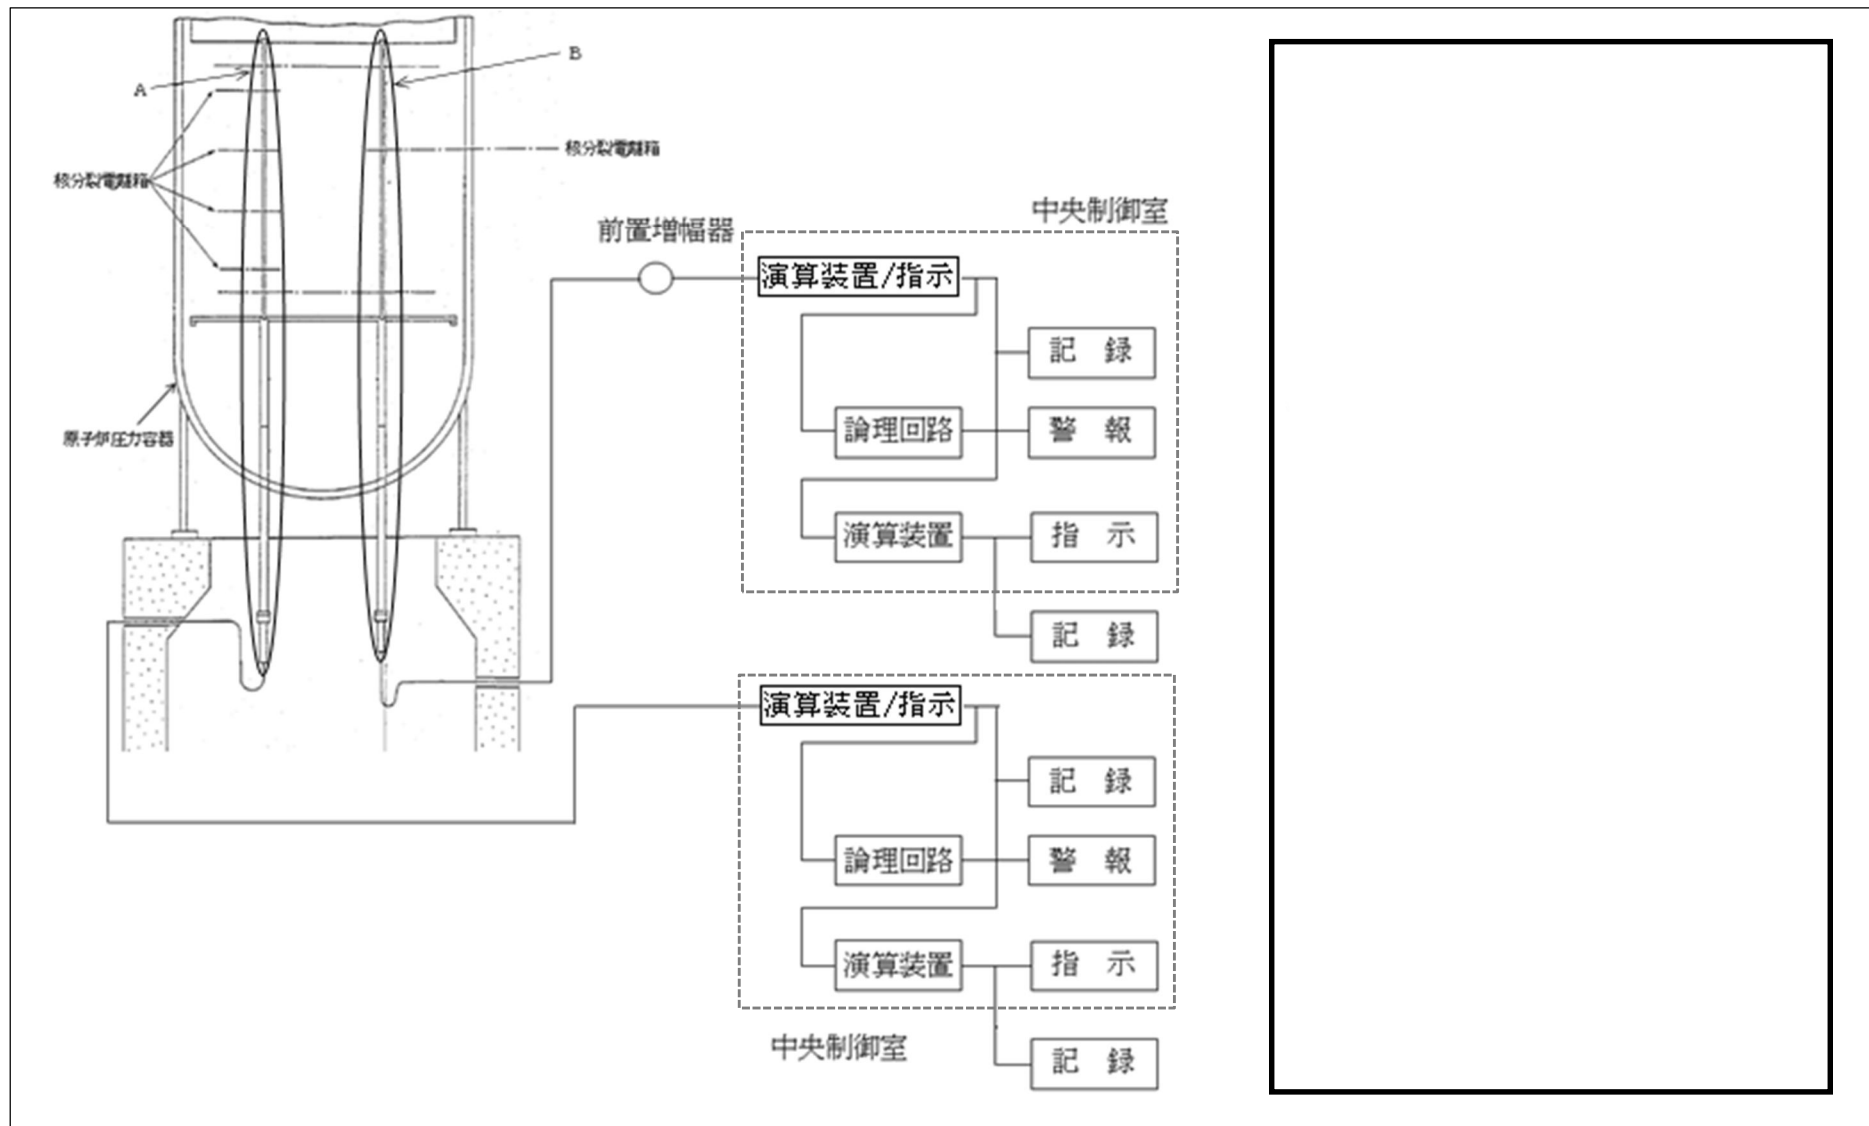 B
A
核分裂電離箱
核分裂電離箱
原子炉圧力容器
前置増幅器
中央制御室
演算装置/指示
記 録
論理回路
警 報
演算装置
指 示
記 録
演算装置/指示
記 録
論理回路
警 報
演算装置
指 示
中央制御室
記 録